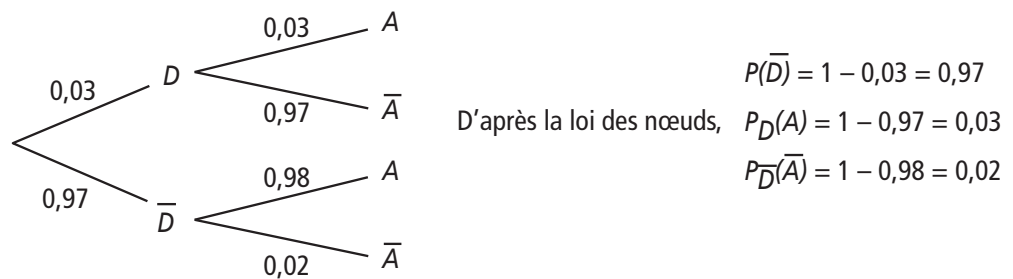 0,03 A
0,03 D
0,97 A̅
0,97 D̅
0,98 A
0,02 A̅
D'après la loi des nœuds,
P(D̅) = 1 – 0,03 = 0,97
P_D(A) = 1 – 0,97 = 0,03
P_D̅(A̅) = 1 – 0,98 = 0,02